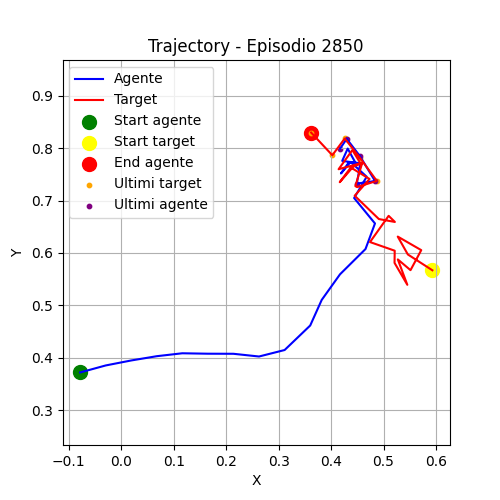 Trajectory - Episodio 2850
Agente
Target
Start agente
Start target
End agente
Ultimi target
Ultimi agente
Y
0.9
0.8
0.7
0.6
0.5
0.4
0.3
−0.1 0.0 0.1 0.2 0.3 0.4 0.5 0.6
X